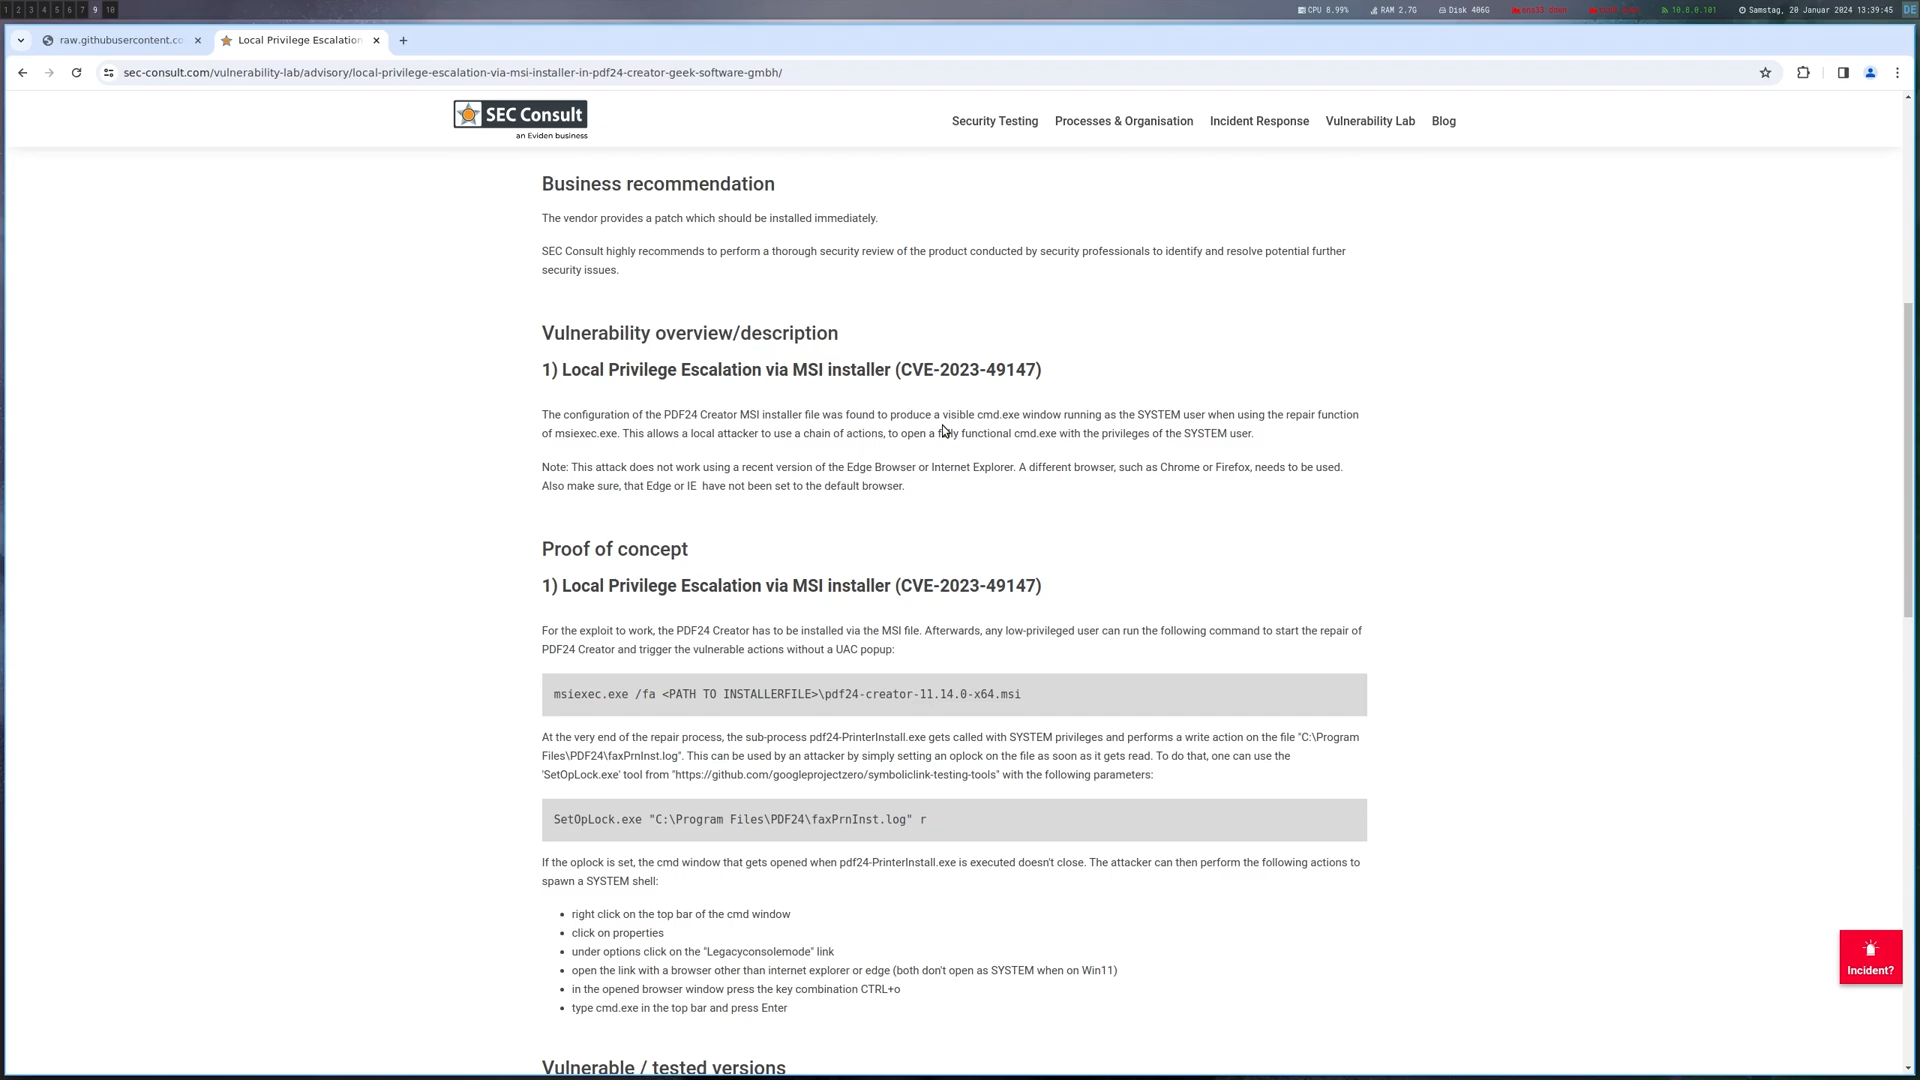 1 2 3 4 5 6 7 8 9 10
CPU 8.99% RAM 2.7G Disk 406G 10.8.0.101 Samstag, 20 Januar 2024 13:39:45 DE
raw.githubusercontent.co
Local Privilege Escalation
sec-consult.com/vulnerability-lab/advisory/local-privilege-escalation-via-msi-installer-in-pdf24-creator-geek-software-gmbh/
SEC Consult
an Eviden business
Security Testing Processes & Organisation Incident Response Vulnerability Lab Blog
Business recommendation
The vendor provides a patch which should be installed immediately.
SEC Consult highly recommends to perform a thorough security review of the product conducted by security professionals to identify and resolve potential further
security issues.
Vulnerability overview/description
1) Local Privilege Escalation via MSI installer (CVE-2023-49147)
The configuration of the PDF24 Creator MSI installer file was found to produce a visible cmd.exe window running as the SYSTEM user when using the repair function
of msiexec.exe. This allows a local attacker to use a chain of actions, to open a fully functional cmd.exe with the privileges of the SYSTEM user.
Note: This attack does not work using a recent version of the Edge Browser or Internet Explorer. A different browser, such as Chrome or Firefox, needs to be used.
Also make sure, that Edge or IE have not been set to the default browser.
Proof of concept
1) Local Privilege Escalation via MSI installer (CVE-2023-49147)
For the exploit to work, the PDF24 Creator has to be installed via the MSI file. Afterwards, any low-privileged user can run the following command to start the repair of
PDF24 Creator and trigger the vulnerable actions without a UAC popup:
msiexec.exe /fa <PATH TO INSTALLERFILE>\pdf24-creator-11.14.0-x64.msi
At the very end of the repair process, the sub-process pdf24-PrinterInstall.exe gets called with SYSTEM privileges and performs a write action on the file "C:\Program
Files\PDF24\faxPrnInst.log". This can be used by an attacker by simply setting an oplock on the file as soon as it gets read. To do that, one can use the
'SetOpLock.exe' tool from "https://github.com/googleprojectzero/symboliclink-testing-tools" with the following parameters:
SetOpLock.exe "C:\Program Files\PDF24\faxPrnInst.log" r
If the oplock is set, the cmd window that gets opened when pdf24-PrinterInstall.exe is executed doesn't close. The attacker can then perform the following actions to
spawn a SYSTEM shell:
• right click on the top bar of the cmd window
• click on properties
• under options click on the "Legacyconsolemode" link
• open the link with a browser other than internet explorer or edge (both don't open as SYSTEM when on Win11)
• in the opened browser window press the key combination CTRL+o
• type cmd.exe in the top bar and press Enter
Incident?
Vulnerable / tested versions